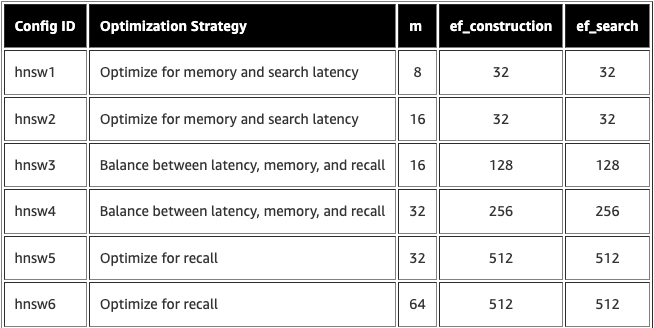 Config ID Optimization Strategy m ef_construction ef_search
hnsw1 Optimize for memory and search latency 8 32 32
hnsw2 Optimize for memory and search latency 16 32 32
hnsw3 Balance between latency, memory, and recall 16 128 128
hnsw4 Balance between latency, memory, and recall 32 256 256
hnsw5 Optimize for recall 32 512 512
hnsw6 Optimize for recall 64 512 512